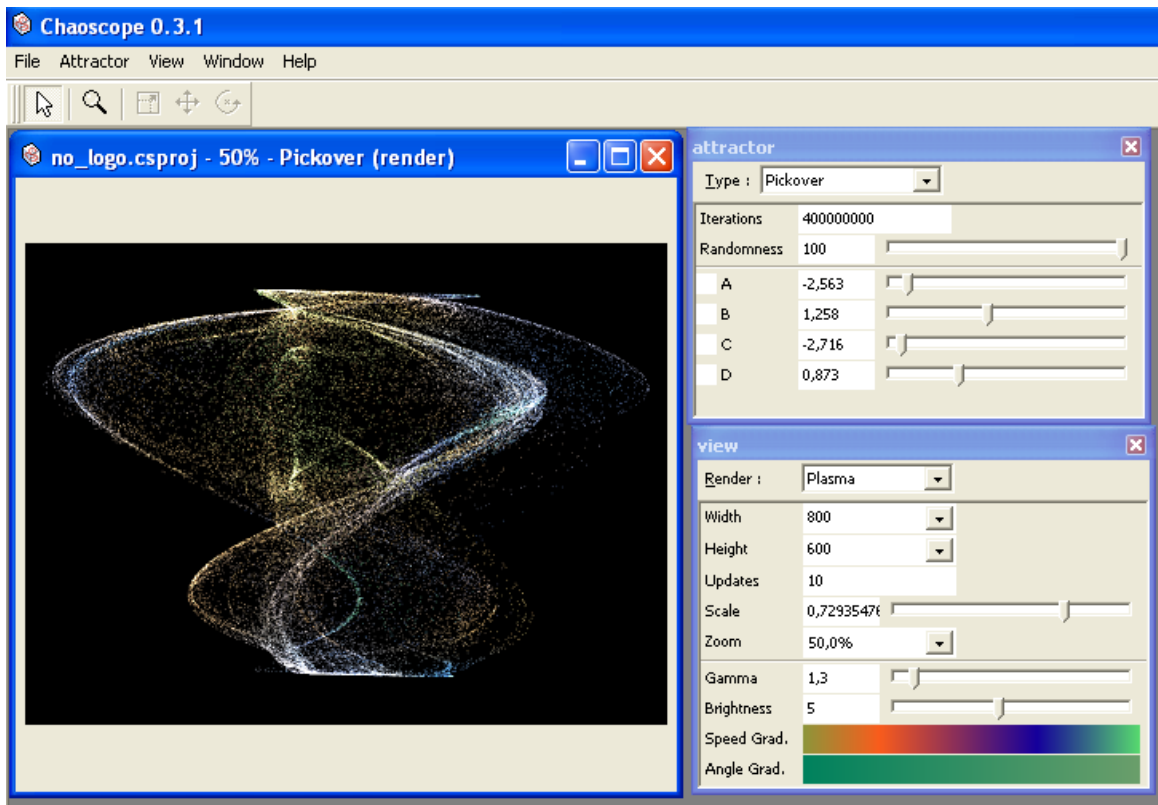 Chaoscope 0.3.1
File Attractor View Window Help
no_logo.csproj - 50% - Pickover (render)
attractor
Type : Pickover
Iterations 400000000
Randomness 100
A -2,563
B 1,258
C -2,716
D 0,873
view
Render : Plasma
Width 800
Height 600
Updates 10
Scale 0,72935476
Zoom 50,0%
Gamma 1,3
Brightness 5
Speed Grad.
Angle Grad.